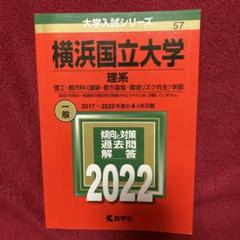 大学入試シリーズ
57
横浜国立大学
理系
理工・都市科〈建築・都市基盤・環境リスク共生〉学部
一般
2017〜2020年度の4カ年収載
傾向と対策
過去問
解答
2022
教学社